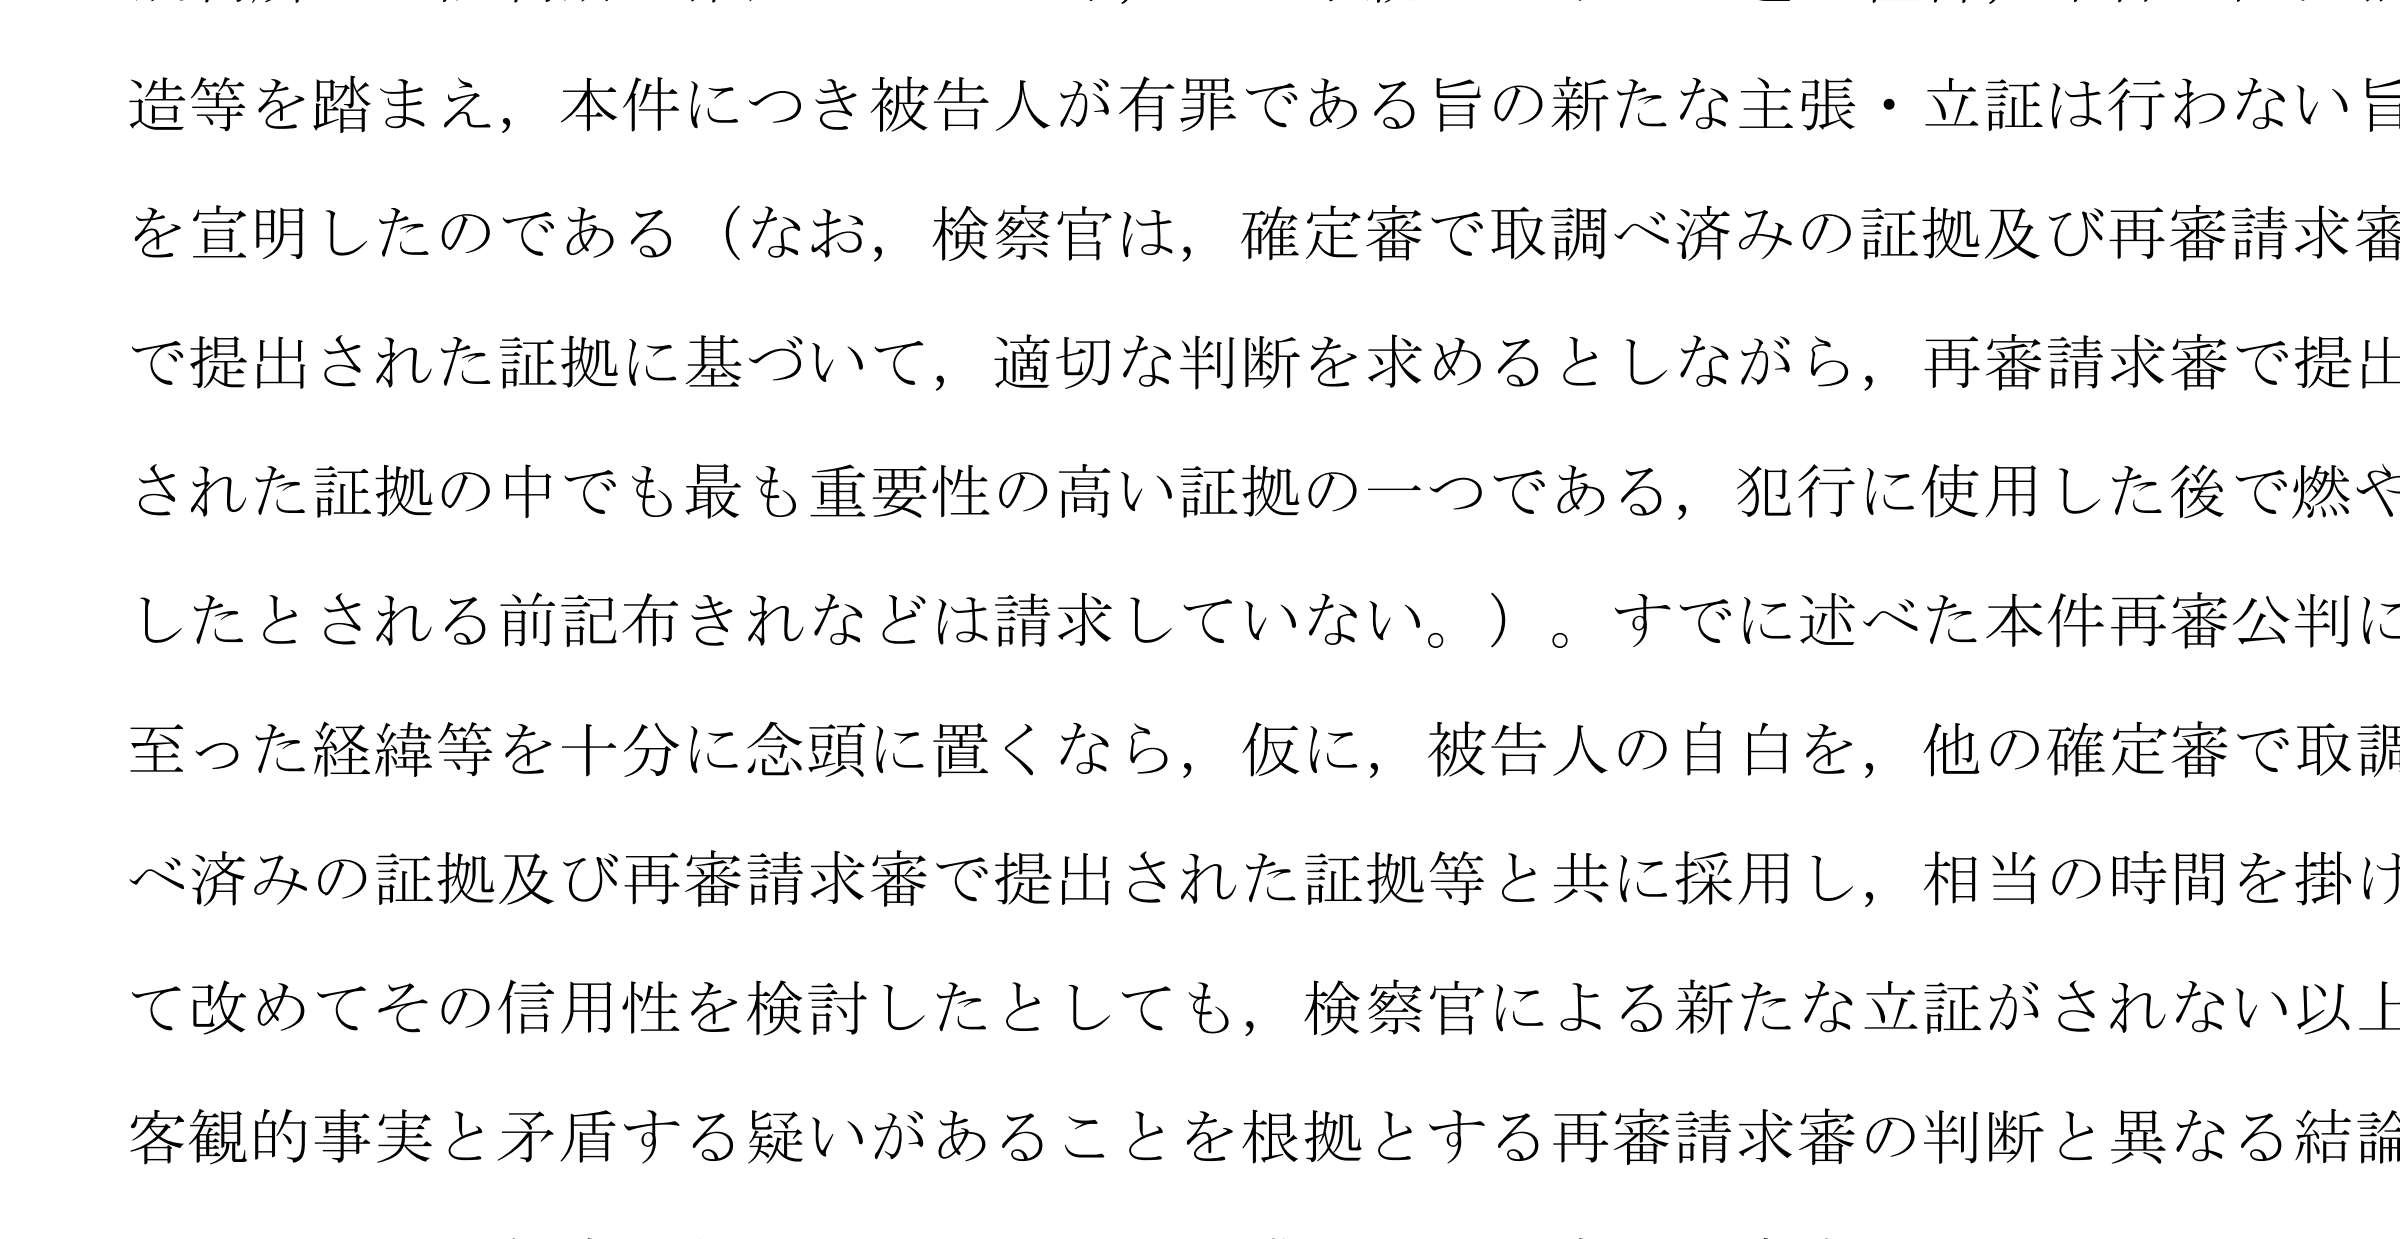 造等を踏まえ，本件につき被告人が有罪である旨の新たな主張・立証は行わない旨
を宣明したのである（なお，検察官は，確定審で取調べ済みの証拠及び再審請求審
で提出された証拠に基づいて，適切な判断を求めるとしながら，再審請求審で提出
された証拠の中でも最も重要性の高い証拠の一つである，犯行に使用した後で燃や
したとされる前記布きれなどは請求していない。）。すでに述べた本件再審公判に
至った経緯等を十分に念頭に置くなら，仮に，被告人の自白を，他の確定審で取調
べ済みの証拠及び再審請求審で提出された証拠等と共に採用し，相当の時間を掛け
て改めてその信用性を検討したとしても，検察官による新たな立証がされない以上
客観的事実と矛盾する疑いがあることを根拠とする再審請求審の判断と異なる結論